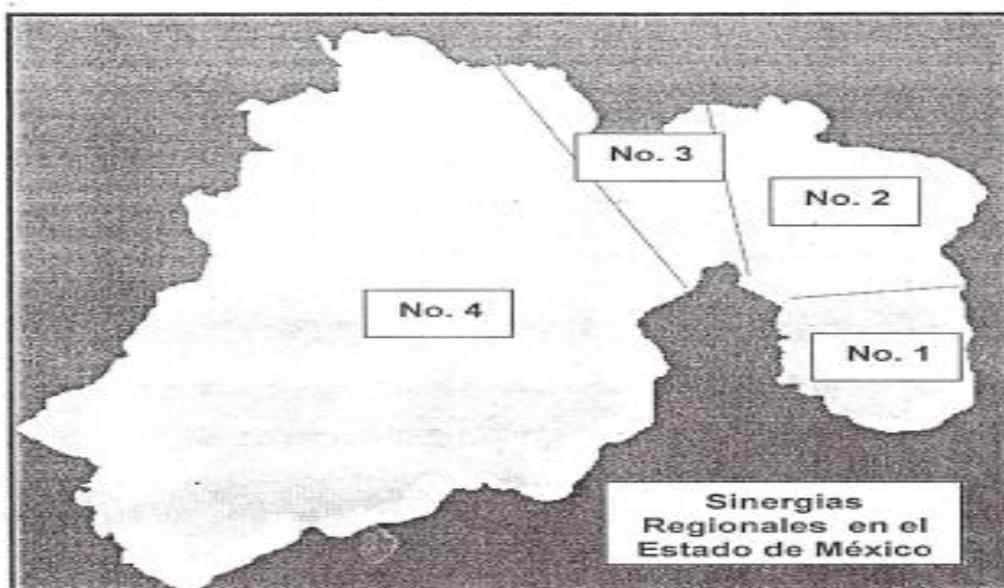 No. 3
No. 2
No. 4
No. 1
Sinergias
Regionales en el
Estado de México